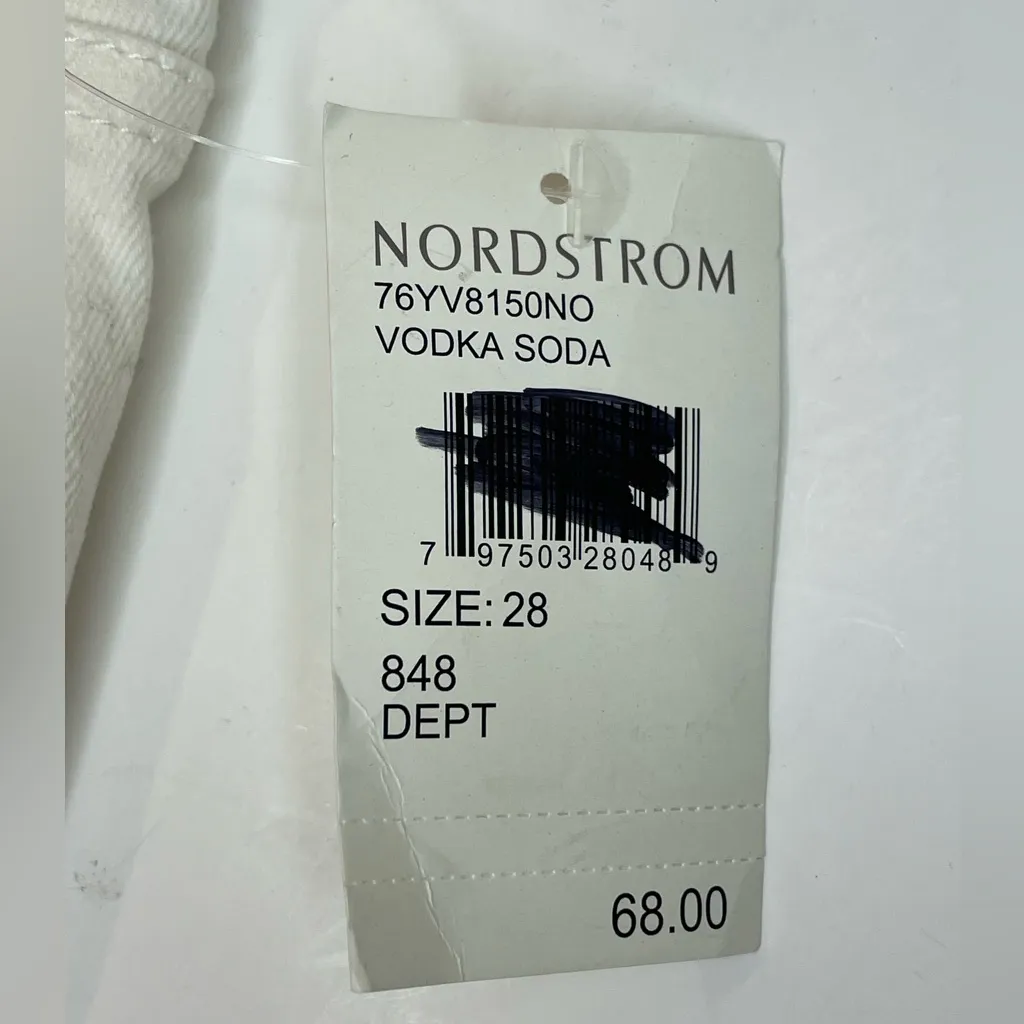 NORDSTROM
76YV8150NO
VODKA SODA
7 97503 28048 9
SIZE: 28
848
DEPT
68.00